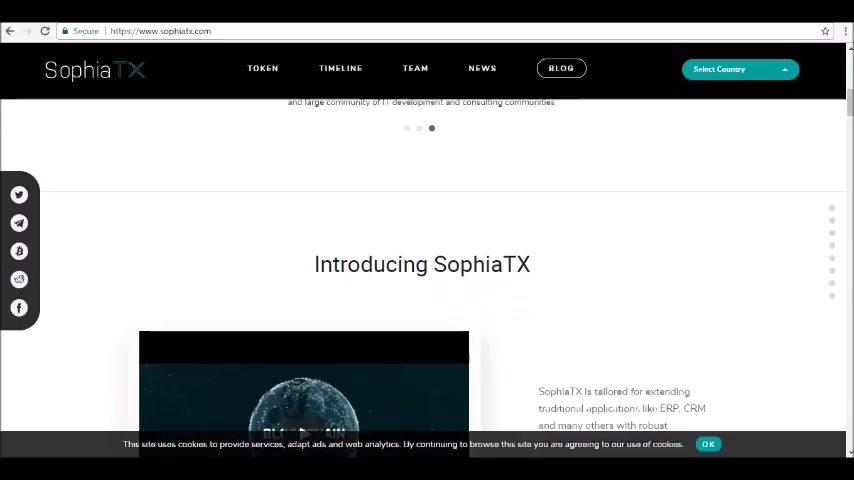 Secure https://www.sophiatx.com
SophiaTX TOKEN TIMELINE TEAM NEWS BLOG Select Country
and large community of IT development and consulting communities.
Introducing SophiaTX
SophiaTX is tailored for extending
traditional applications like ERP, CRM
and many others with robust
BLOCKCHAIN
This site uses cookies to provide services, adapt ads and web analytics. By continuing to browse this site you are agreeing to our use of cookies. OK